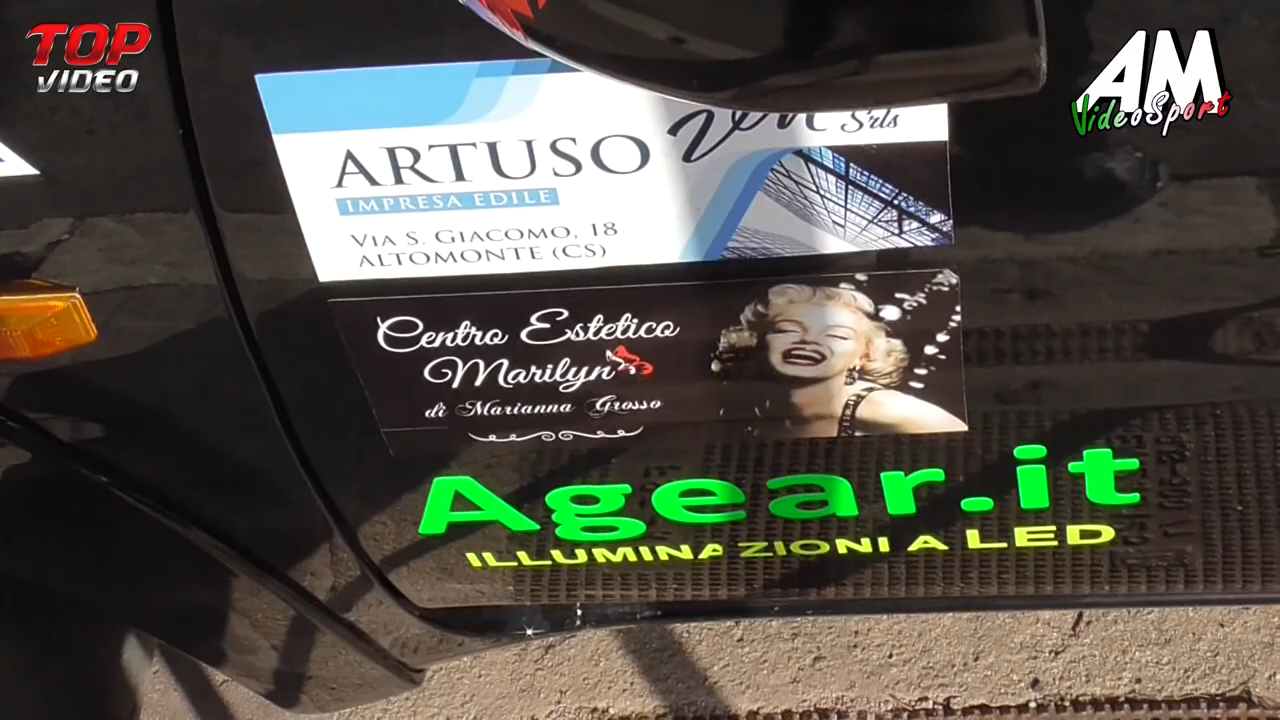 TOP
VIDEO
AM
VideoSport
Srls
ARTUSO
IMPRESA EDILE
VIA S. GIACOMO, 18
ALTOMONTE (CS)
Centro Estetico
Marilyn
di Marianna Grosso
Agear.it
ILLUMINAZIONI A LED